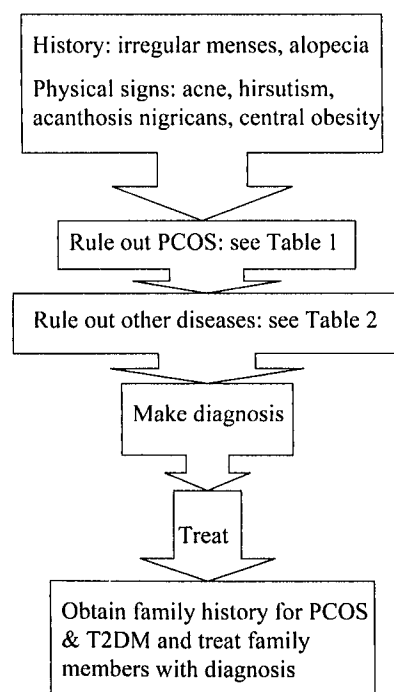 History: irregular menses, alopecia
Physical signs: acne, hirsutism,
acanthosis nigricans, central obesity
Rule out PCOS: see Table 1
Rule out other diseases: see Table 2
Make diagnosis
Treat
Obtain family history for PCOS
& T2DM and treat family
members with diagnosis